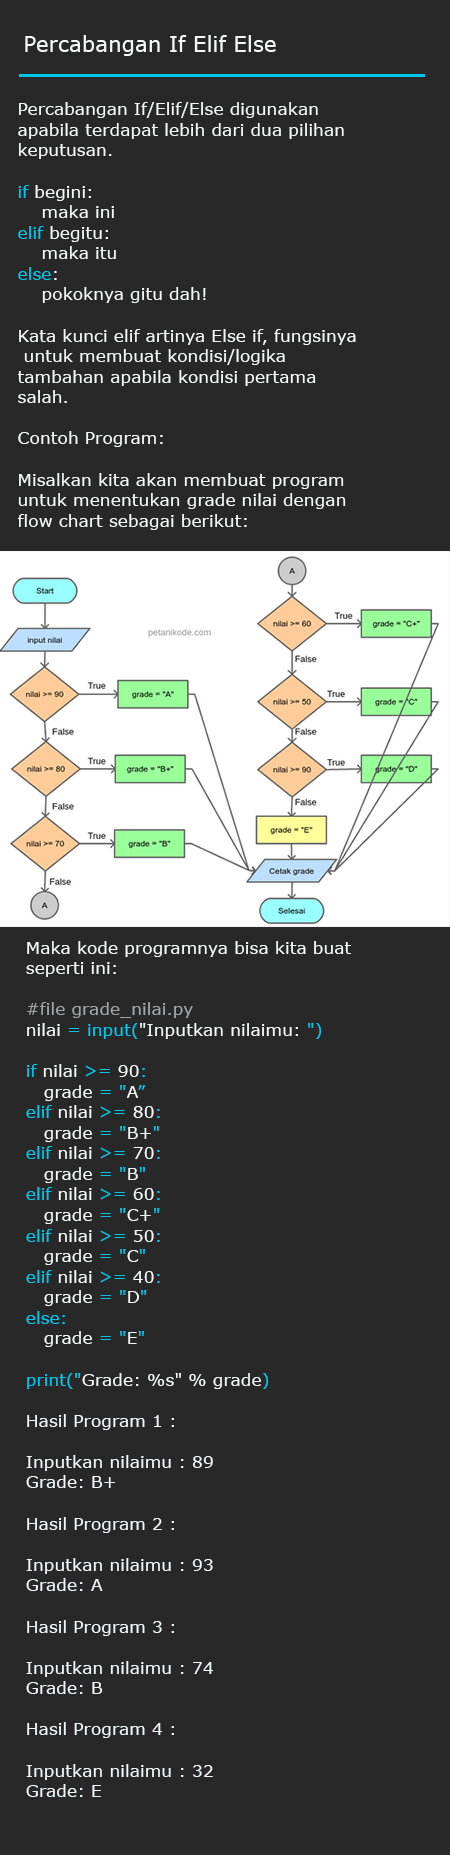 Percabangan If Elif Else
Percabangan If/Elif/Else digunakan
apabila terdapat lebih dari dua pilihan
keputusan.
if begini:
maka ini
elif begitu:
maka itu
else:
pokoknya gitu dah!
Kata kunci elif artinya Else if, fungsinya
untuk membuat kondisi/logika
tambahan apabila kondisi pertama
salah.
Contoh Program:
Misalkan kita akan membuat program
untuk menentukan grade nilai dengan
flow chart sebagai berikut:
Start
input nilai
petanikode.com
nilai >= 90
True
grade = "A"
False
nilai >= 80
True
grade = "B+"
False
nilai >= 70
True
grade = "B"
False
A
A
nilai >= 60
True
grade = "C+"
False
nilai >= 50
True
grade = "C"
False
nilai >= 90
True
grade = "D"
False
grade = "E"
Cetak grade
Selesai
Maka kode programnya bisa kita buat
seperti ini:
#file grade_nilai.py
nilai = input("Inputkan nilaimu: ")
if nilai >= 90:
grade = "A”
elif nilai >= 80:
grade = "B+"
elif nilai >= 70:
grade = "B"
elif nilai >= 60:
grade = "C+"
elif nilai >= 50:
grade = "C"
elif nilai >= 40:
grade = "D"
else:
grade = "E"
print("Grade: %s" % grade)
Hasil Program 1 :
Inputkan nilaimu : 89
Grade: B+
Hasil Program 2 :
Inputkan nilaimu : 93
Grade: A
Hasil Program 3 :
Inputkan nilaimu : 74
Grade: B
Hasil Program 4 :
Inputkan nilaimu : 32
Grade: E